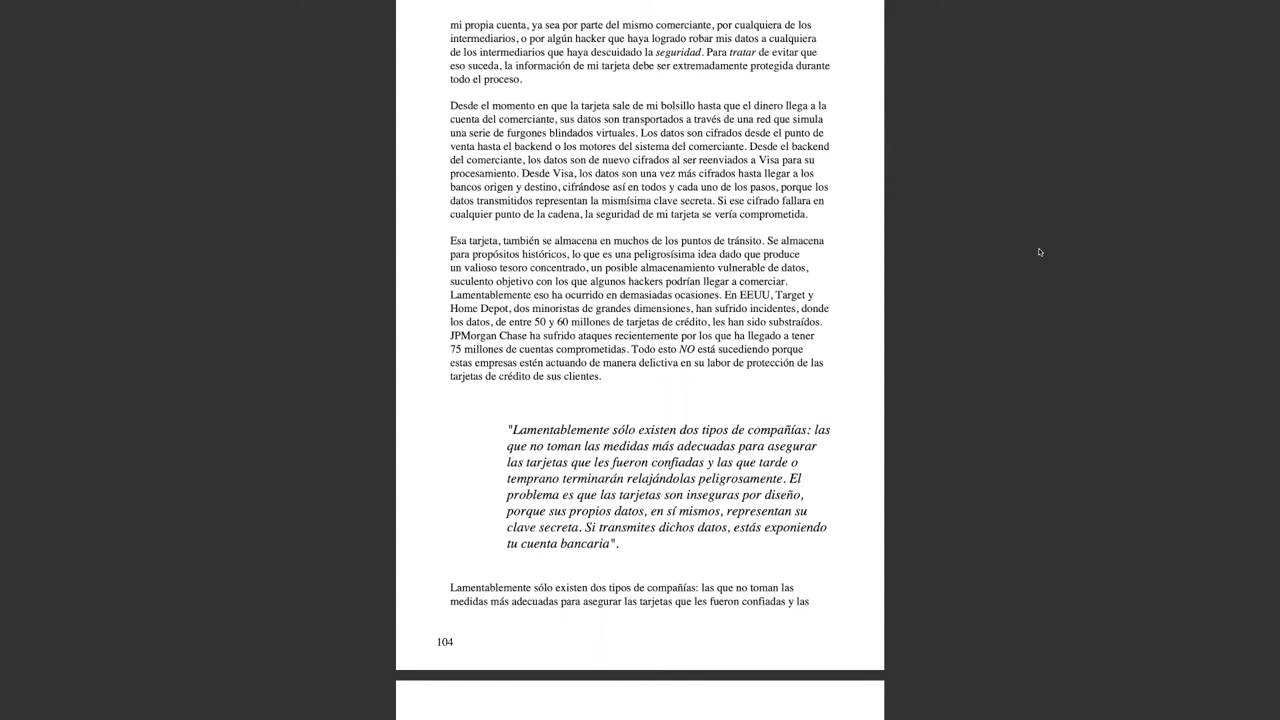 mi propia cuenta, ya sea por parte del mismo comerciante, por cualquiera de los
intermediarios, o por algún hacker que haya logrado robar mis datos a cualquiera
de los intermediarios que haya descuidado la seguridad. Para tratar de evitar que
eso suceda, la información de mi tarjeta debe ser extremadamente protegida durante
todo el proceso.
Desde el momento en que la tarjeta sale de mi bolsillo hasta que el dinero llega a la
cuenta del comerciante, sus datos son transportados a través de una red que simula
una serie de furgones blindados virtuales. Los datos son cifrados desde el punto de
venta hasta el backend o los motores del sistema del comerciante. Desde el backend
del comerciante, los datos son de nuevo cifrados al ser reenviados a Visa para su
procesamiento. Desde Visa, los datos son una vez más cifrados hasta llegar a los
bancos origen y destino, cifrándose así en todos y cada uno de los pasos, porque los
datos transmitidos representan la mismísima clave secreta. Si ese cifrado fallara en
cualquier punto de la cadena, la seguridad de mi tarjeta se vería comprometida.
Esa tarjeta, también se almacena en muchos de los puntos de tránsito. Se almacena
para propósitos históricos, lo que es una peligrosísima idea dado que produce
un valioso tesoro concentrado, un posible almacenamiento vulnerable de datos,
suculento objetivo con los que algunos hackers podrían llegar a comerciar.
Lamentablemente eso ha ocurrido en demasiadas ocasiones. En EEUU, Target y
Home Depot, dos minoristas de grandes dimensiones, han sufrido incidentes, donde
los datos, de entre 50 y 60 millones de tarjetas de crédito, les han sido substraídos.
JPMorgan Chase ha sufrido ataques recientemente por los que ha llegado a tener
75 millones de cuentas comprometidas. Todo esto NO está sucediendo porque
estas empresas estén actuando de manera delictiva en su labor de protección de las
tarjetas de crédito de sus clientes.
"Lamentablemente sólo existen dos tipos de compañías: las
que no toman las medidas más adecuadas para asegurar
las tarjetas que les fueron confiadas y las que tarde o
temprano terminarán relajándolas peligrosamente. El
problema es que las tarjetas son inseguras por diseño,
porque sus propios datos, en sí mismos, representan su
clave secreta. Si transmites dichos datos, estás exponiendo
tu cuenta bancaria".
Lamentablemente sólo existen dos tipos de compañías: las que no toman las
medidas más adecuadas para asegurar las tarjetas que les fueron confiadas y las
104